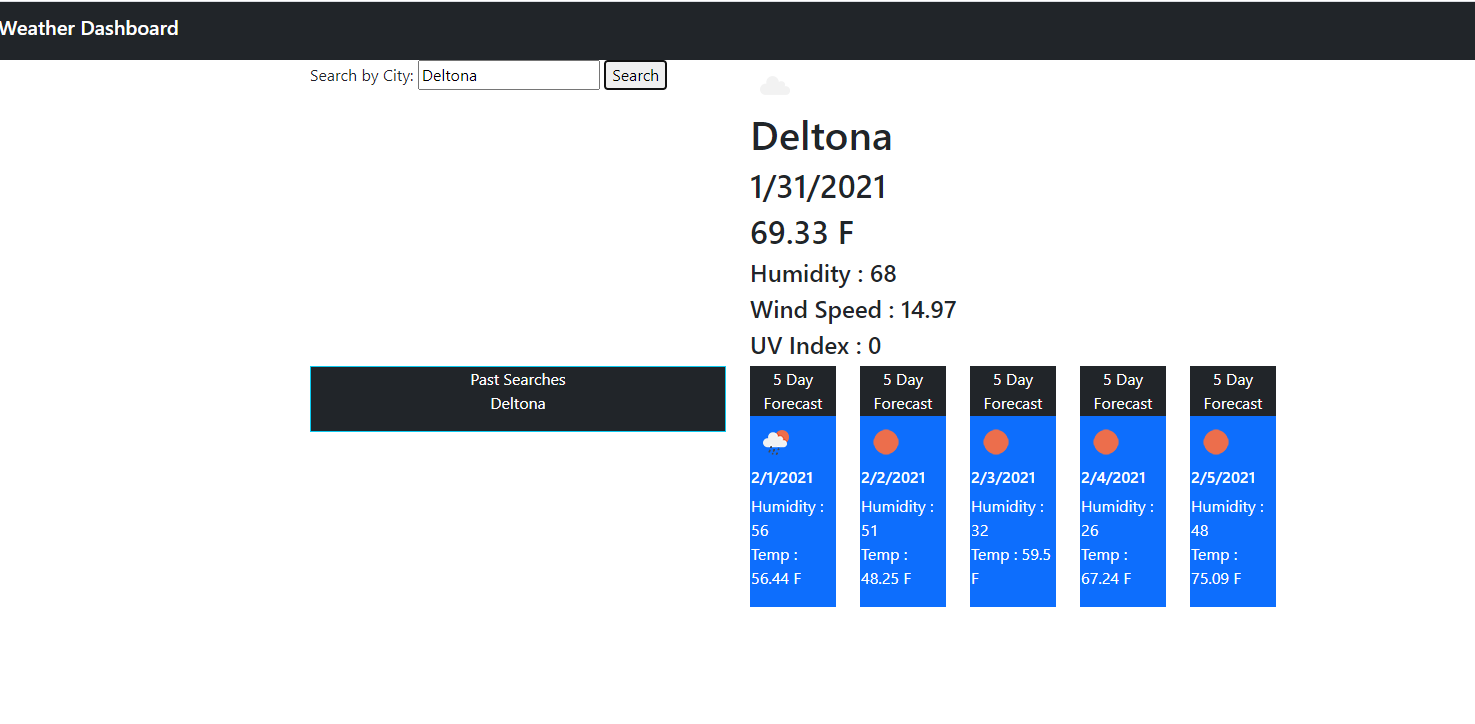 Weather Dashboard
Search by City: Deltona Search
Deltona
1/31/2021
69.33 F
Humidity : 68
Wind Speed : 14.97
UV Index : 0
Past Searches
Deltona
5 Day
Forecast
2/1/2021
Humidity :
56
Temp :
56.44 F
5 Day
Forecast
2/2/2021
Humidity :
51
Temp :
48.25 F
5 Day
Forecast
2/3/2021
Humidity :
32
Temp : 59.5
F
5 Day
Forecast
2/4/2021
Humidity :
26
Temp :
67.24 F
5 Day
Forecast
2/5/2021
Humidity :
48
Temp :
75.09 F